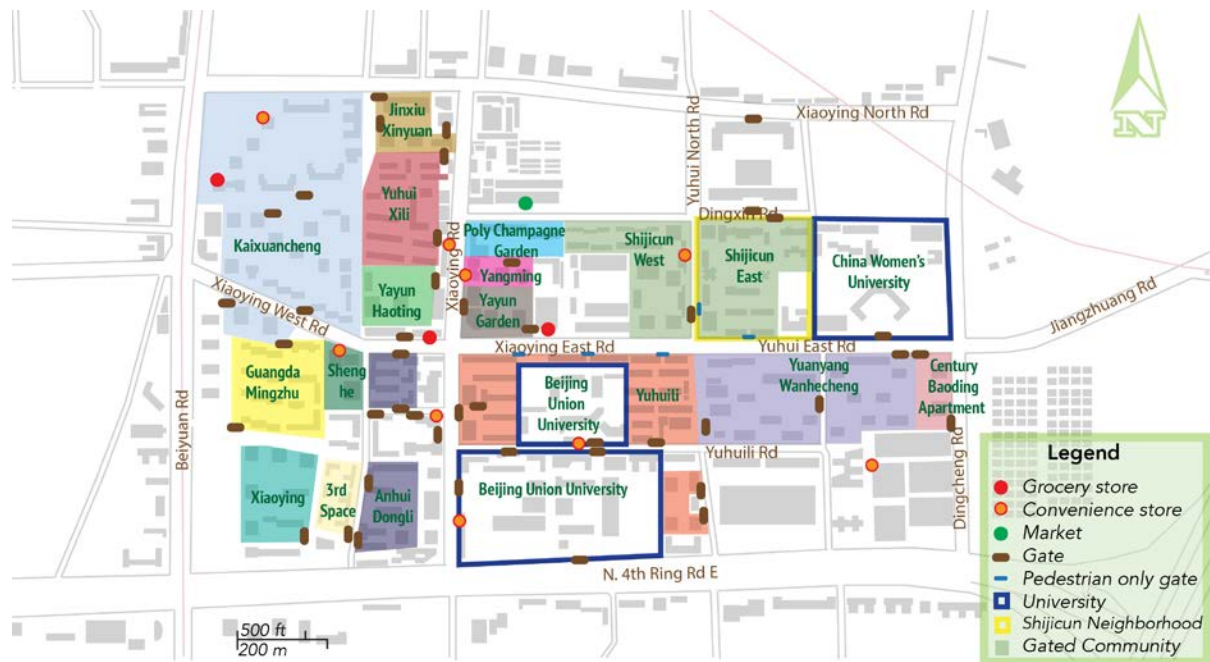 Xiaoying North Rd
Jinxiu
Xinyuan
Yuhui North Rd
Yuhui
Xili
Kaixuancheng
Xiaoying Rd
Dingxin Rd
Poly Champagne
Garden
Shijicun
West
Shijicun
East
China Women's
University
Yangming
Yayun
Haoting
Yayun
Garden
Xiaoying West Rd
Jiangzhuang Rd
Xiaoying East Rd
Yuhui East Rd
Guangda
Mingzhu
Sheng
he
Beijing
Union
University
Yuhuili
Yuanyang
Wanhecheng
Century
Baoding
Apartment
Beiyuan Rd
Yuhuili Rd
Dingcheng Rd
Xiaoying
3rd
Space
Anhui
Dongli
Beijing Union University
N. 4th Ring Rd E
500 ft
200 m
N
Legend
Grocery store
Convenience store
Market
Gate
Pedestrian only gate
University
Shijicun Neighborhood
Gated Community